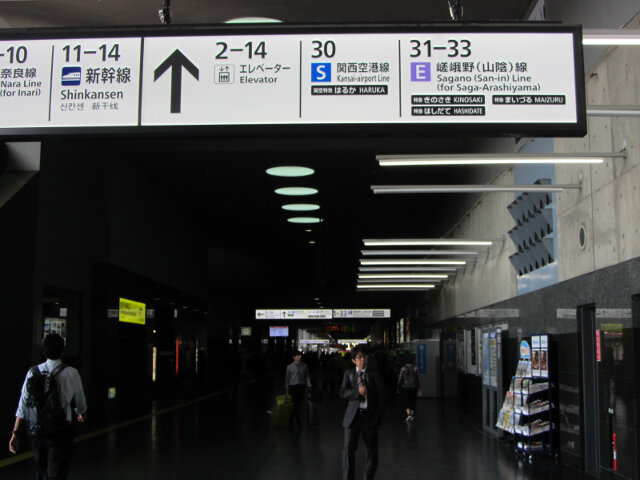 -10
奈良線
Nara Line
(for Inari)
11-14
新幹線
Shinkansen
신칸센 新干线
2-14
エレベーター
Elevator
30
S 関西空港線
Kansai-airport Line
関空特急 はるか HARUKA
31-33
E 嵯峨野(山陰)線
Sagano (San-in) Line
(for Saga-Arashiyama)
特急 きのさき KINOSAKI
特急 まいづる MAIZURU
特急 はしだて HASHIDATE